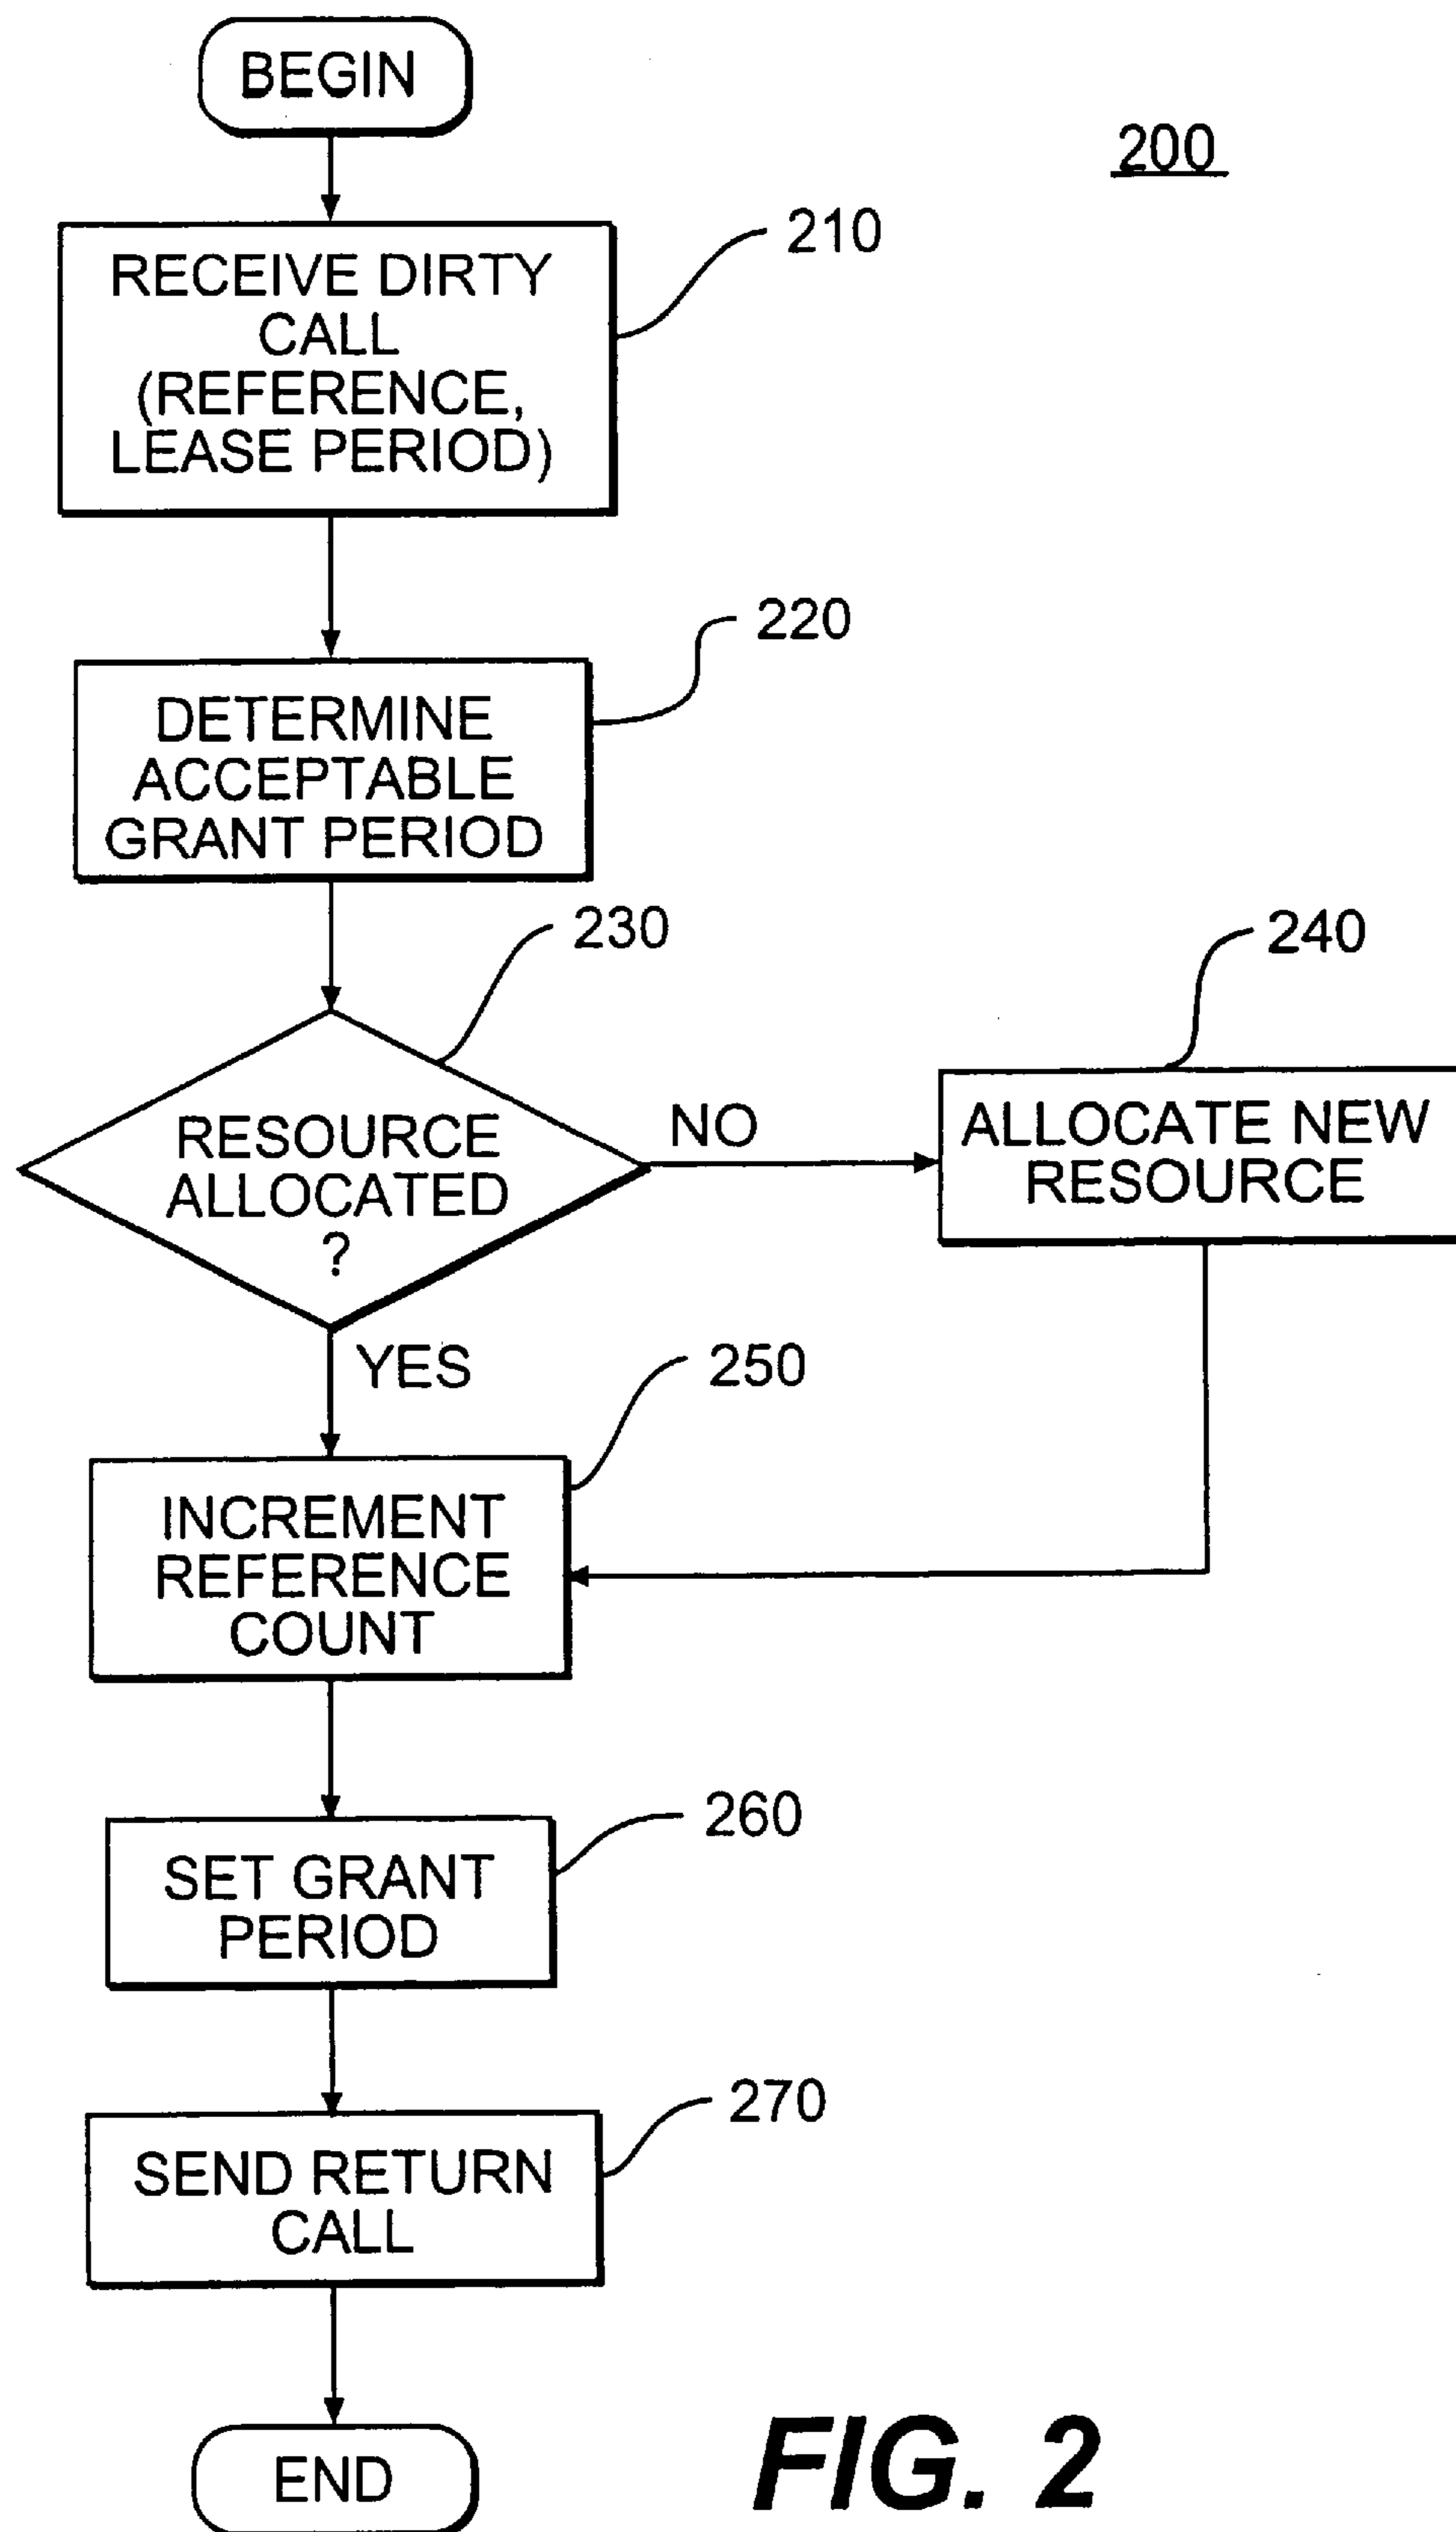 BEGIN
200
210
RECEIVE DIRTY
CALL
(REFERENCE,
LEASE PERIOD)
220
DETERMINE
ACCEPTABLE
GRANT PERIOD
230
240
RESOURCE
ALLOCATED
?
NO
ALLOCATE NEW
RESOURCE
YES
250
INCREMENT
REFERENCE
COUNT
260
SET GRANT
PERIOD
270
SEND RETURN
CALL
END
FIG. 2